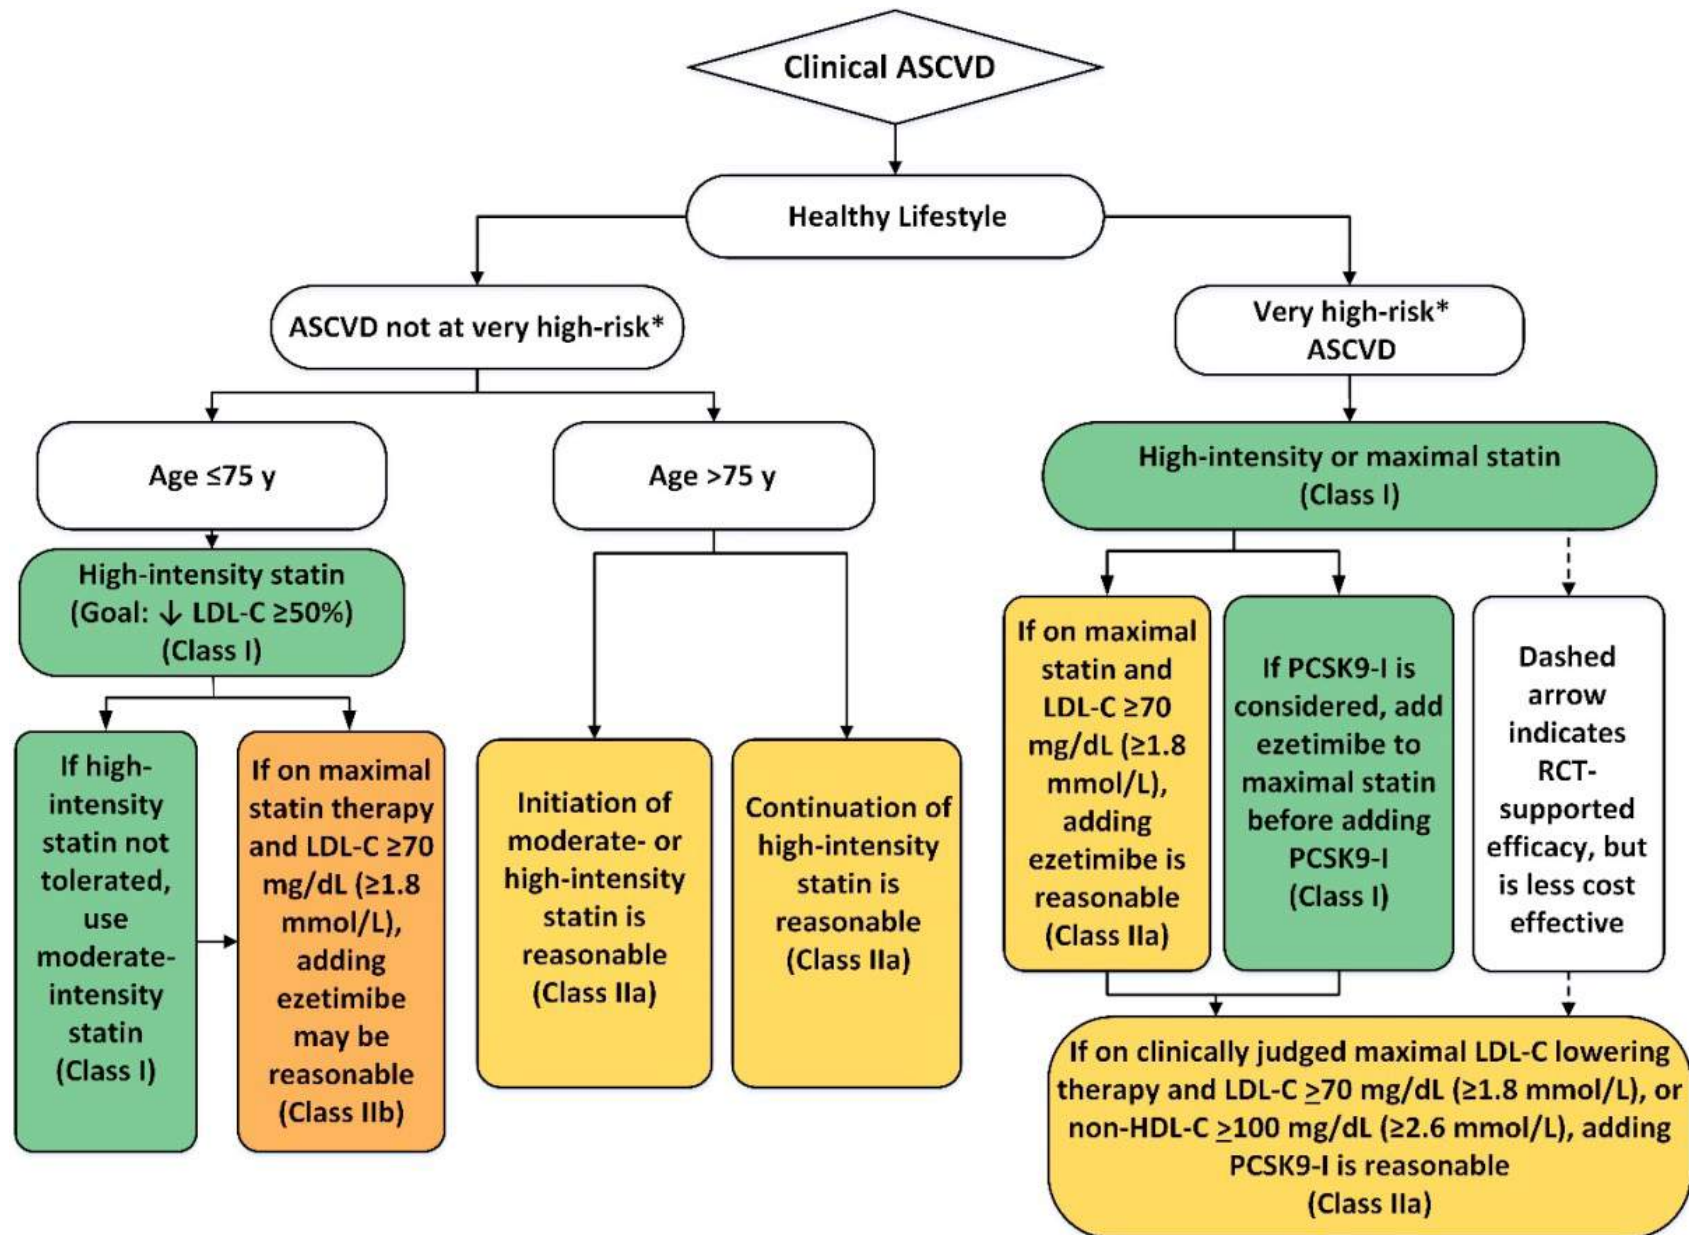 Clinical ASCVD
Healthy Lifestyle
ASCVD not at very high-risk*
Very high-risk*
ASCVD
Age ≤75 y
Age >75 y
High-intensity or maximal statin
(Class I)
High-intensity statin
(Goal: ↓ LDL-C ≥50%)
(Class I)
If high-
intensity
statin not
tolerated,
use
moderate-
intensity
statin
(Class I)
If on maximal
statin therapy
and LDL-C ≥70
mg/dL (≥1.8
mmol/L),
adding
ezetimibe
may be
reasonable
(Class IIb)
Initiation of
moderate- or
high-intensity
statin is
reasonable
(Class IIa)
Continuation of
high-intensity
statin is
reasonable
(Class IIa)
If on maximal
statin and
LDL-C ≥70
mg/dL (≥1.8
mmol/L),
adding
ezetimibe is
reasonable
(Class IIa)
If PCSK9-I is
considered, add
ezetimibe to
maximal statin
before adding
PCSK9-I
(Class I)
Dashed
arrow
indicates
RCT-
supported
efficacy, but
is less cost
effective
If on clinically judged maximal LDL-C lowering
therapy and LDL-C ≥70 mg/dL (≥1.8 mmol/L), or
non-HDL-C ≥100 mg/dL (≥2.6 mmol/L), adding
PCSK9-I is reasonable
(Class IIa)